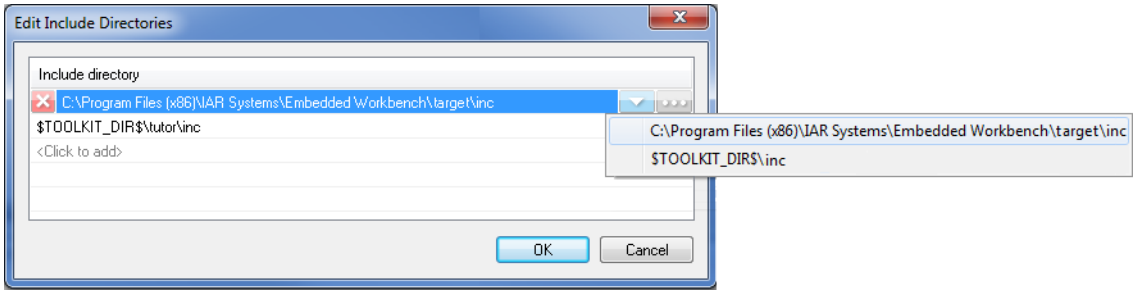 Edit Include Directories
Include directory
C:\Program Files (x86)\IAR Systems\Embedded Workbench\target\inc
$TOOLKIT_DIR$\tutor\inc
<Click to add>
C:\Program Files (x86)\IAR Systems\Embedded Workbench\target\inc
$TOOLKIT_DIR$\inc
OK
Cancel